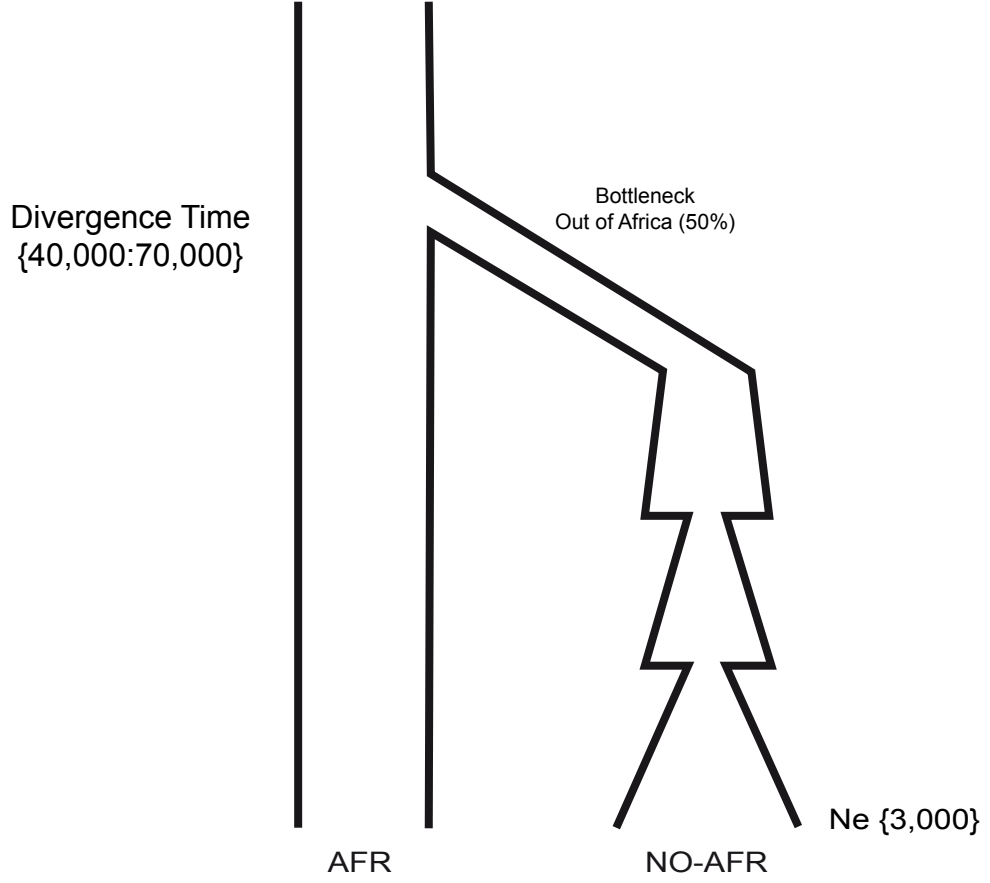 Bottleneck
Out of Africa (50%)
Divergence Time
{40,000:70,000}
Ne {3,000}
AFR
NO-AFR